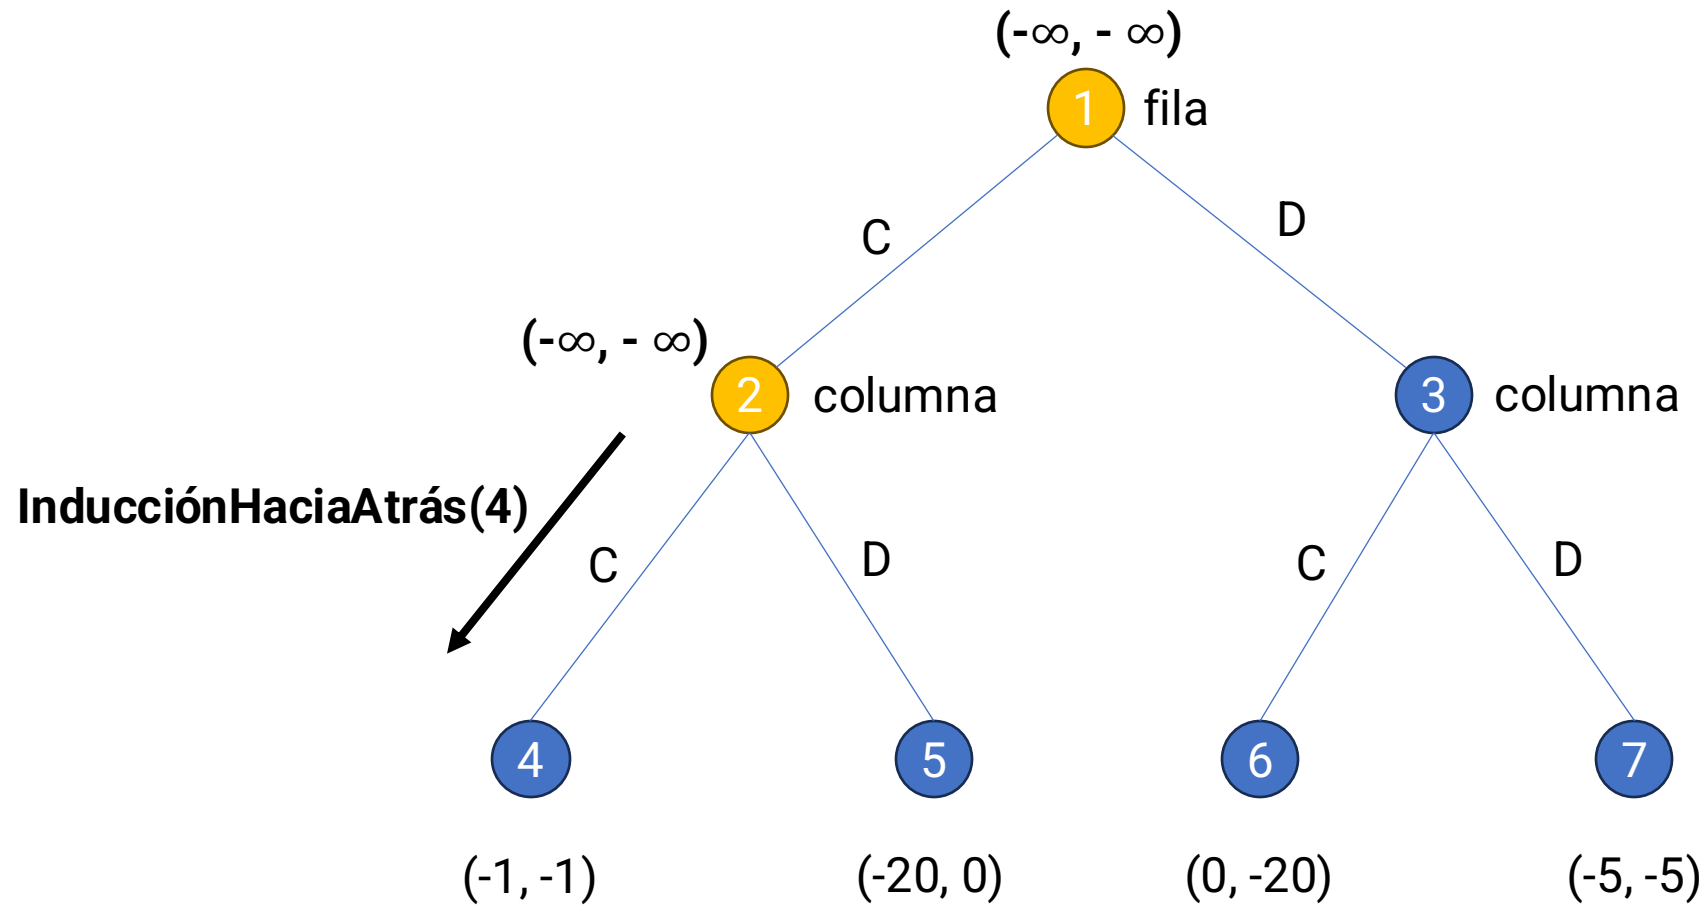 (-∞, - ∞)
1 fila
C D
(-∞, - ∞)
2 columna 3 columna
InducciónHaciaAtrás(4)
C D C D
4 5 6 7
(-1, -1) (-20, 0) (0, -20) (-5, -5)